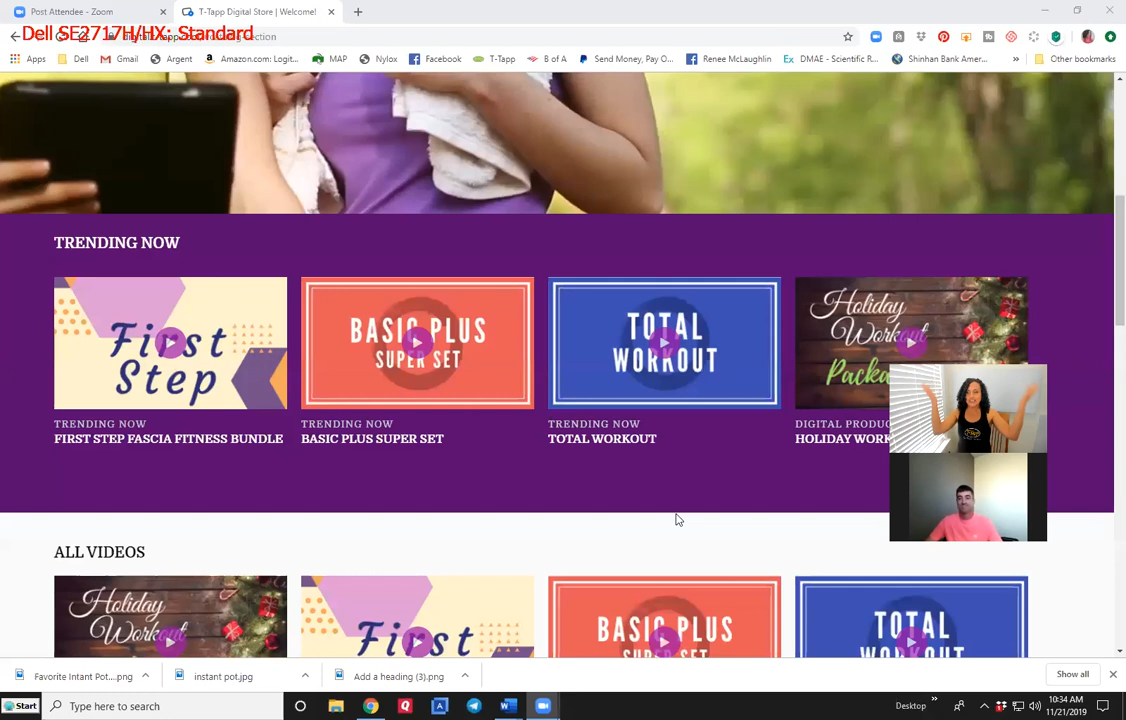 Post Attendee - Zoom
T-Tapp Digital Store | Welcome!
Dell SE2717H/HX: Standard
Apps
Dell
Gmail
Argent
Amazon.com: Logit...
MAP
Nylox
Facebook
T-Tapp
B of A
Send Money, Pay O...
Renee McLaughlin
DMAE - Scientific R...
Shinhan Bank Amer...
Other bookmarks
TRENDING NOW
First Step
BASIC PLUS
SUPER SET
TOTAL
WORKOUT
Holiday
Workout
TRENDING NOW
FIRST STEP FASCIA FITNESS BUNDLE
TRENDING NOW
BASIC PLUS SUPER SET
TRENDING NOW
TOTAL WORKOUT
DIGITAL PRODUC
HOLIDAY WORK
ALL VIDEOS
Holiday
Workout
First
BASIC PLUS
SUPER SET
TOTAL
Favorite Intant Pot....png
instant pot.jpg
Add a heading (3).png
Show all
Start
Type here to search
Desktop
10:34 AM
11/21/2019